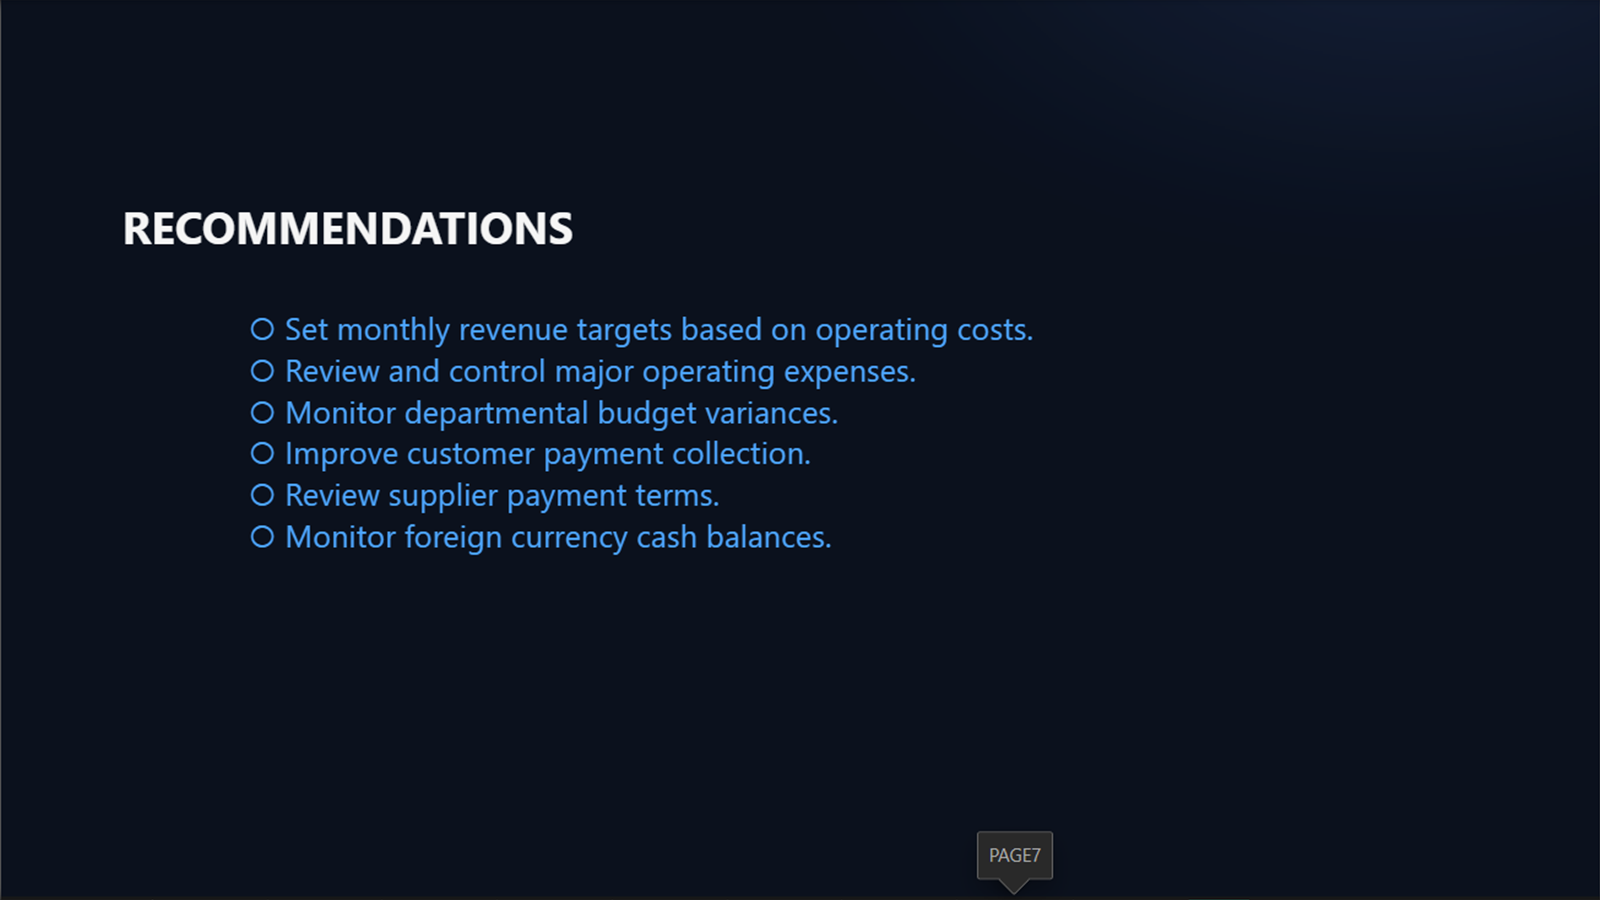 RECOMMENDATIONS
○ Set monthly revenue targets based on operating costs.
○ Review and control major operating expenses.
○ Monitor departmental budget variances.
○ Improve customer payment collection.
○ Review supplier payment terms.
○ Monitor foreign currency cash balances.
PAGE7